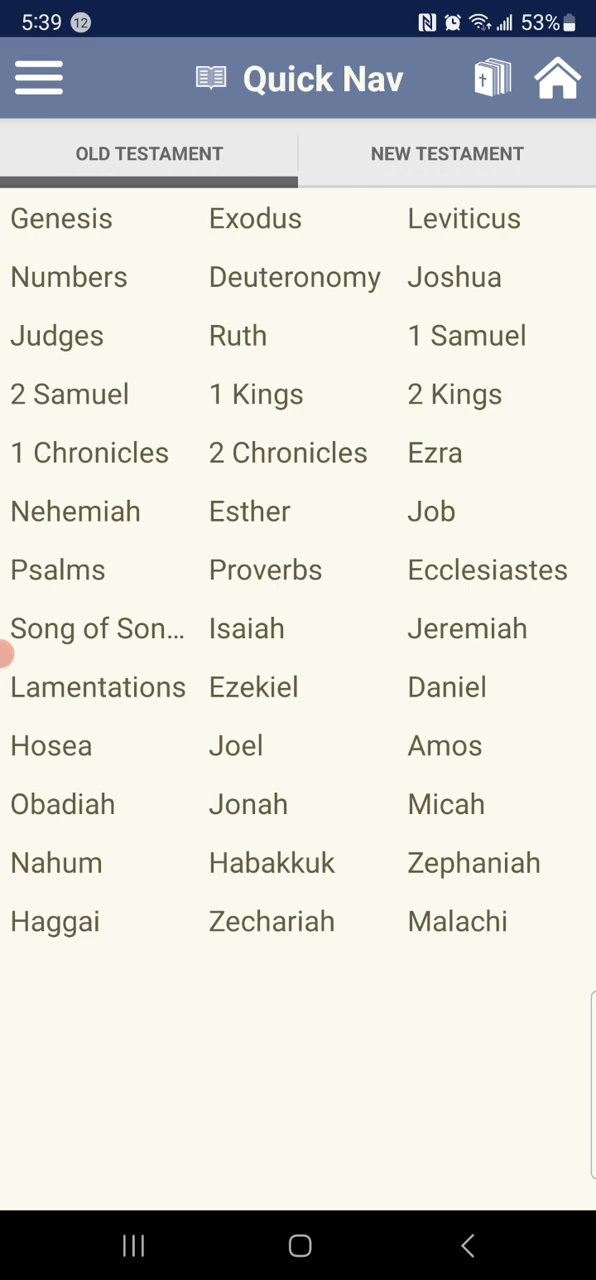 5:39 12 53%
Quick Nav
OLD TESTAMENT NEW TESTAMENT
Genesis Exodus Leviticus
Numbers Deuteronomy Joshua
Judges Ruth 1 Samuel
2 Samuel 1 Kings 2 Kings
1 Chronicles 2 Chronicles Ezra
Nehemiah Esther Job
Psalms Proverbs Ecclesiastes
Song of Son... Isaiah Jeremiah
Lamentations Ezekiel Daniel
Hosea Joel Amos
Obadiah Jonah Micah
Nahum Habakkuk Zephaniah
Haggai Zechariah Malachi